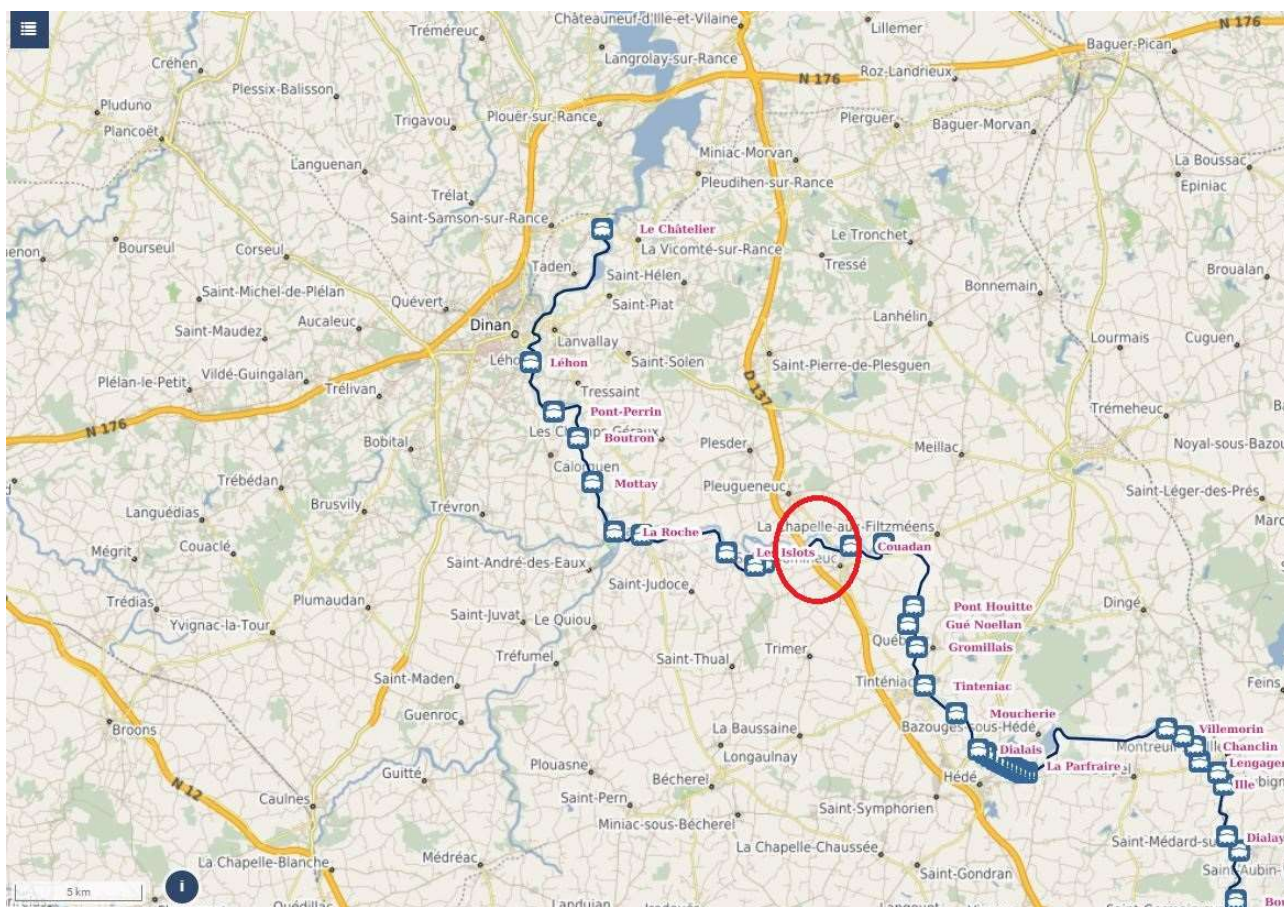 Châteauneuf-d'Ille-et-Vilaine
Lillemer
N 176
Tréméreuc
Baguer-Pican
Langrolay-sur-Rance
Créhen
N 176
Roz-Landrieux
Plessix-Balisson
Pluduno
Plouër-sur-Rance
Plerguer
Trigavou
Baguer-Morvan
Plancoët
Miniac-Morvan
Languenan
La Boussac
Pleudihen-sur-Rance
Epiniac
Trélat
Saint-Samson-sur-Rance
Le Châtelier
Le Tronchet
Bourseul
La Vicomté-sur-Rance
Corseul
Tressé
Taden
Saint-Hélen
Broualan
Saint-Michel-de-Plélan
Bonnemain
Quévert
Saint-Piat
Aucaleuc
Lanhélin
Saint-Maudez
Dinan
Lanvallay
Lourmais
Cuguen
Saint-Solen
Saint-Pierre-de-Plesguen
Léhon
Plélan-le-Petit
Vildé-Guingalan
Trélivan
D 137
Tressaint
Pont-Perrin
Trémeheuc
N 176
Boutron
Bobital
Plesder
Meillac
Noyal-sous-Bazou
Calorguen
Trébédan
Mottay
Pleugueneuc
Brusvily
Saint-Léger-des-Prés
Languédias
Trévron
La Chapelle-aux-Filtzméens
La Roche
Couaclé
Mégrit
Les Islots
Couadan
Saint-André-des-Eaux
Saint-Judoce
Trédias
Plumaudan
Pont Houitte
Dingé
Saint-Juvat
Le Quiou
Yvignac-la-Tour
Gué Noellan
Trimer
Québ
Gromillais
Tréfumel
Saint-Thual
Saint-Maden
Tinténiac
Tinteniac
Feins
Guenroc
Moucherie
Broons
La Baussaine
Bazouges-sous-Hédé
Villemorin
Longaulnay
Dialais
Montreuil
Chanclin
Plouasne
Guitté
La Parfraire
Lengager
Bécherel
Hédé
Ille
N 12
Caulnes
Saint-Pern
Saint-Symphorien
Miniac-sous-Bécherel
Saint-Médard-su
Dialay
La Chapelle-Chaussée
La Chapelle-Blanche
Médréac
Saint-Gondran
Saint-Aubin-
5 km
i
Bou